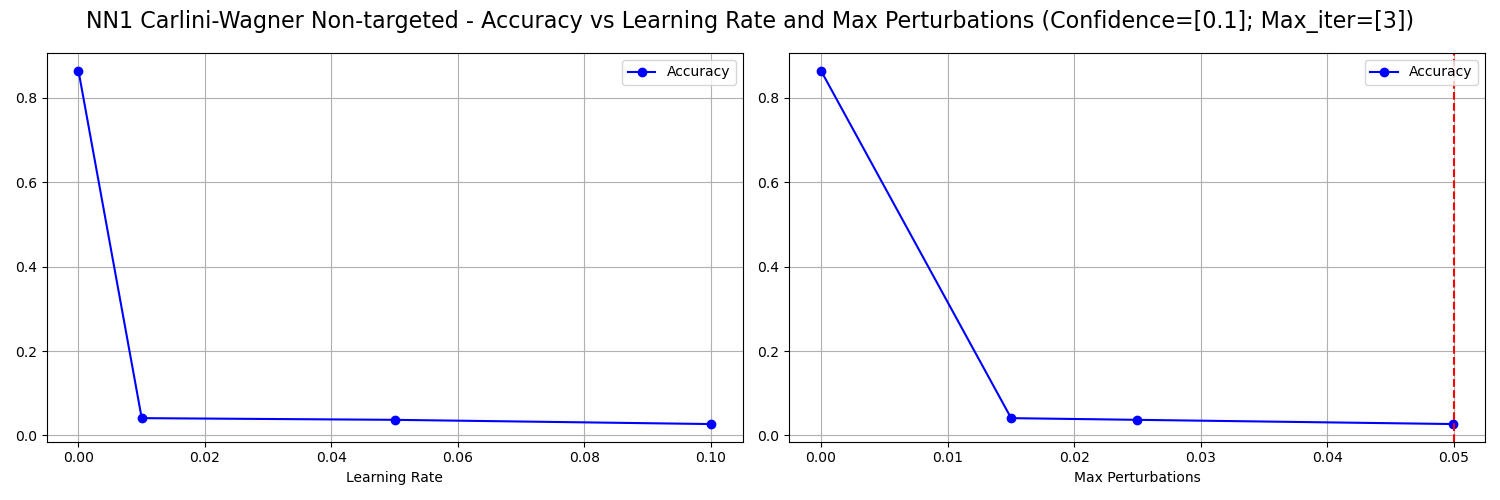 NN1 Carlini-Wagner Non-targeted - Accuracy vs Learning Rate and Max Perturbations (Confidence=[0.1]; Max_iter=[3])
Accuracy
0.8
0.6
0.4
0.2
0.0
0.00 0.02 0.04 0.06 0.08 0.10
Learning Rate
Accuracy
0.8
0.6
0.4
0.2
0.0
0.00 0.01 0.02 0.03 0.04 0.05
Max Perturbations